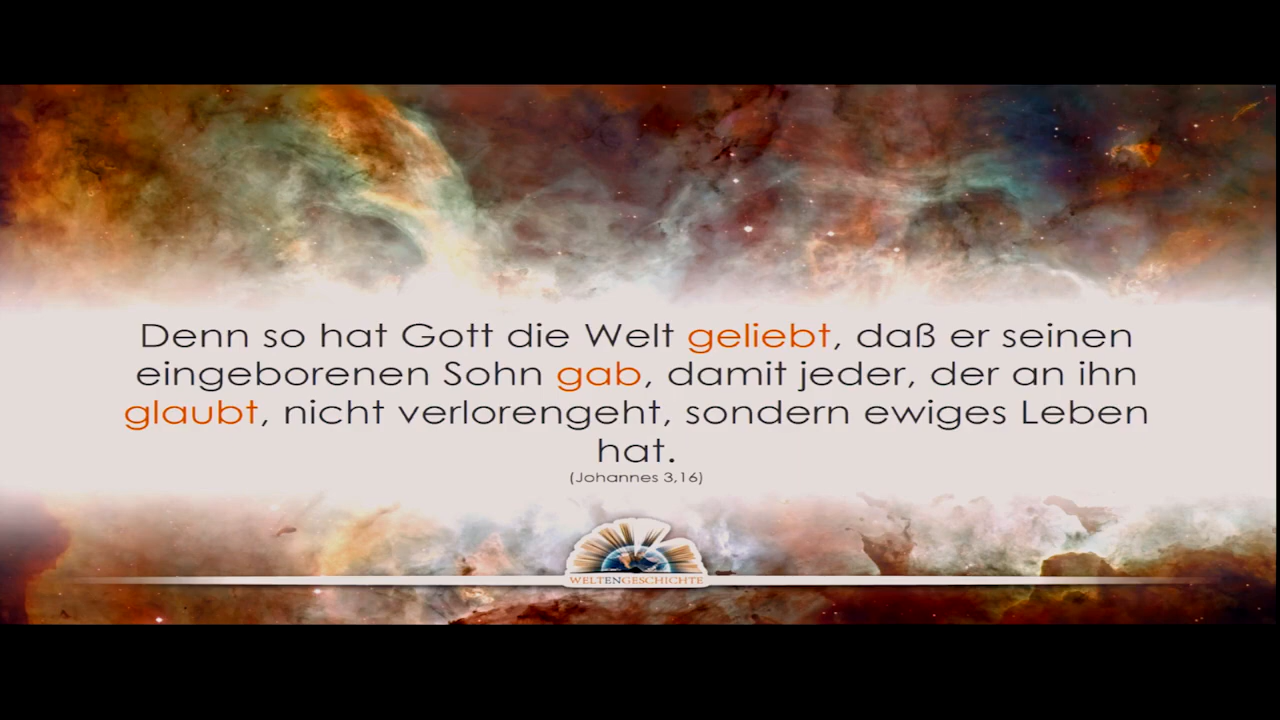 Denn so hat Gott die Welt geliebt, daß er seinen
eingeborenen Sohn gab, damit jeder, der an ihn
glaubt, nicht verlorengeht, sondern ewiges Leben
hat.
(Johannes 3,16)
WELTENGESCHICHTE